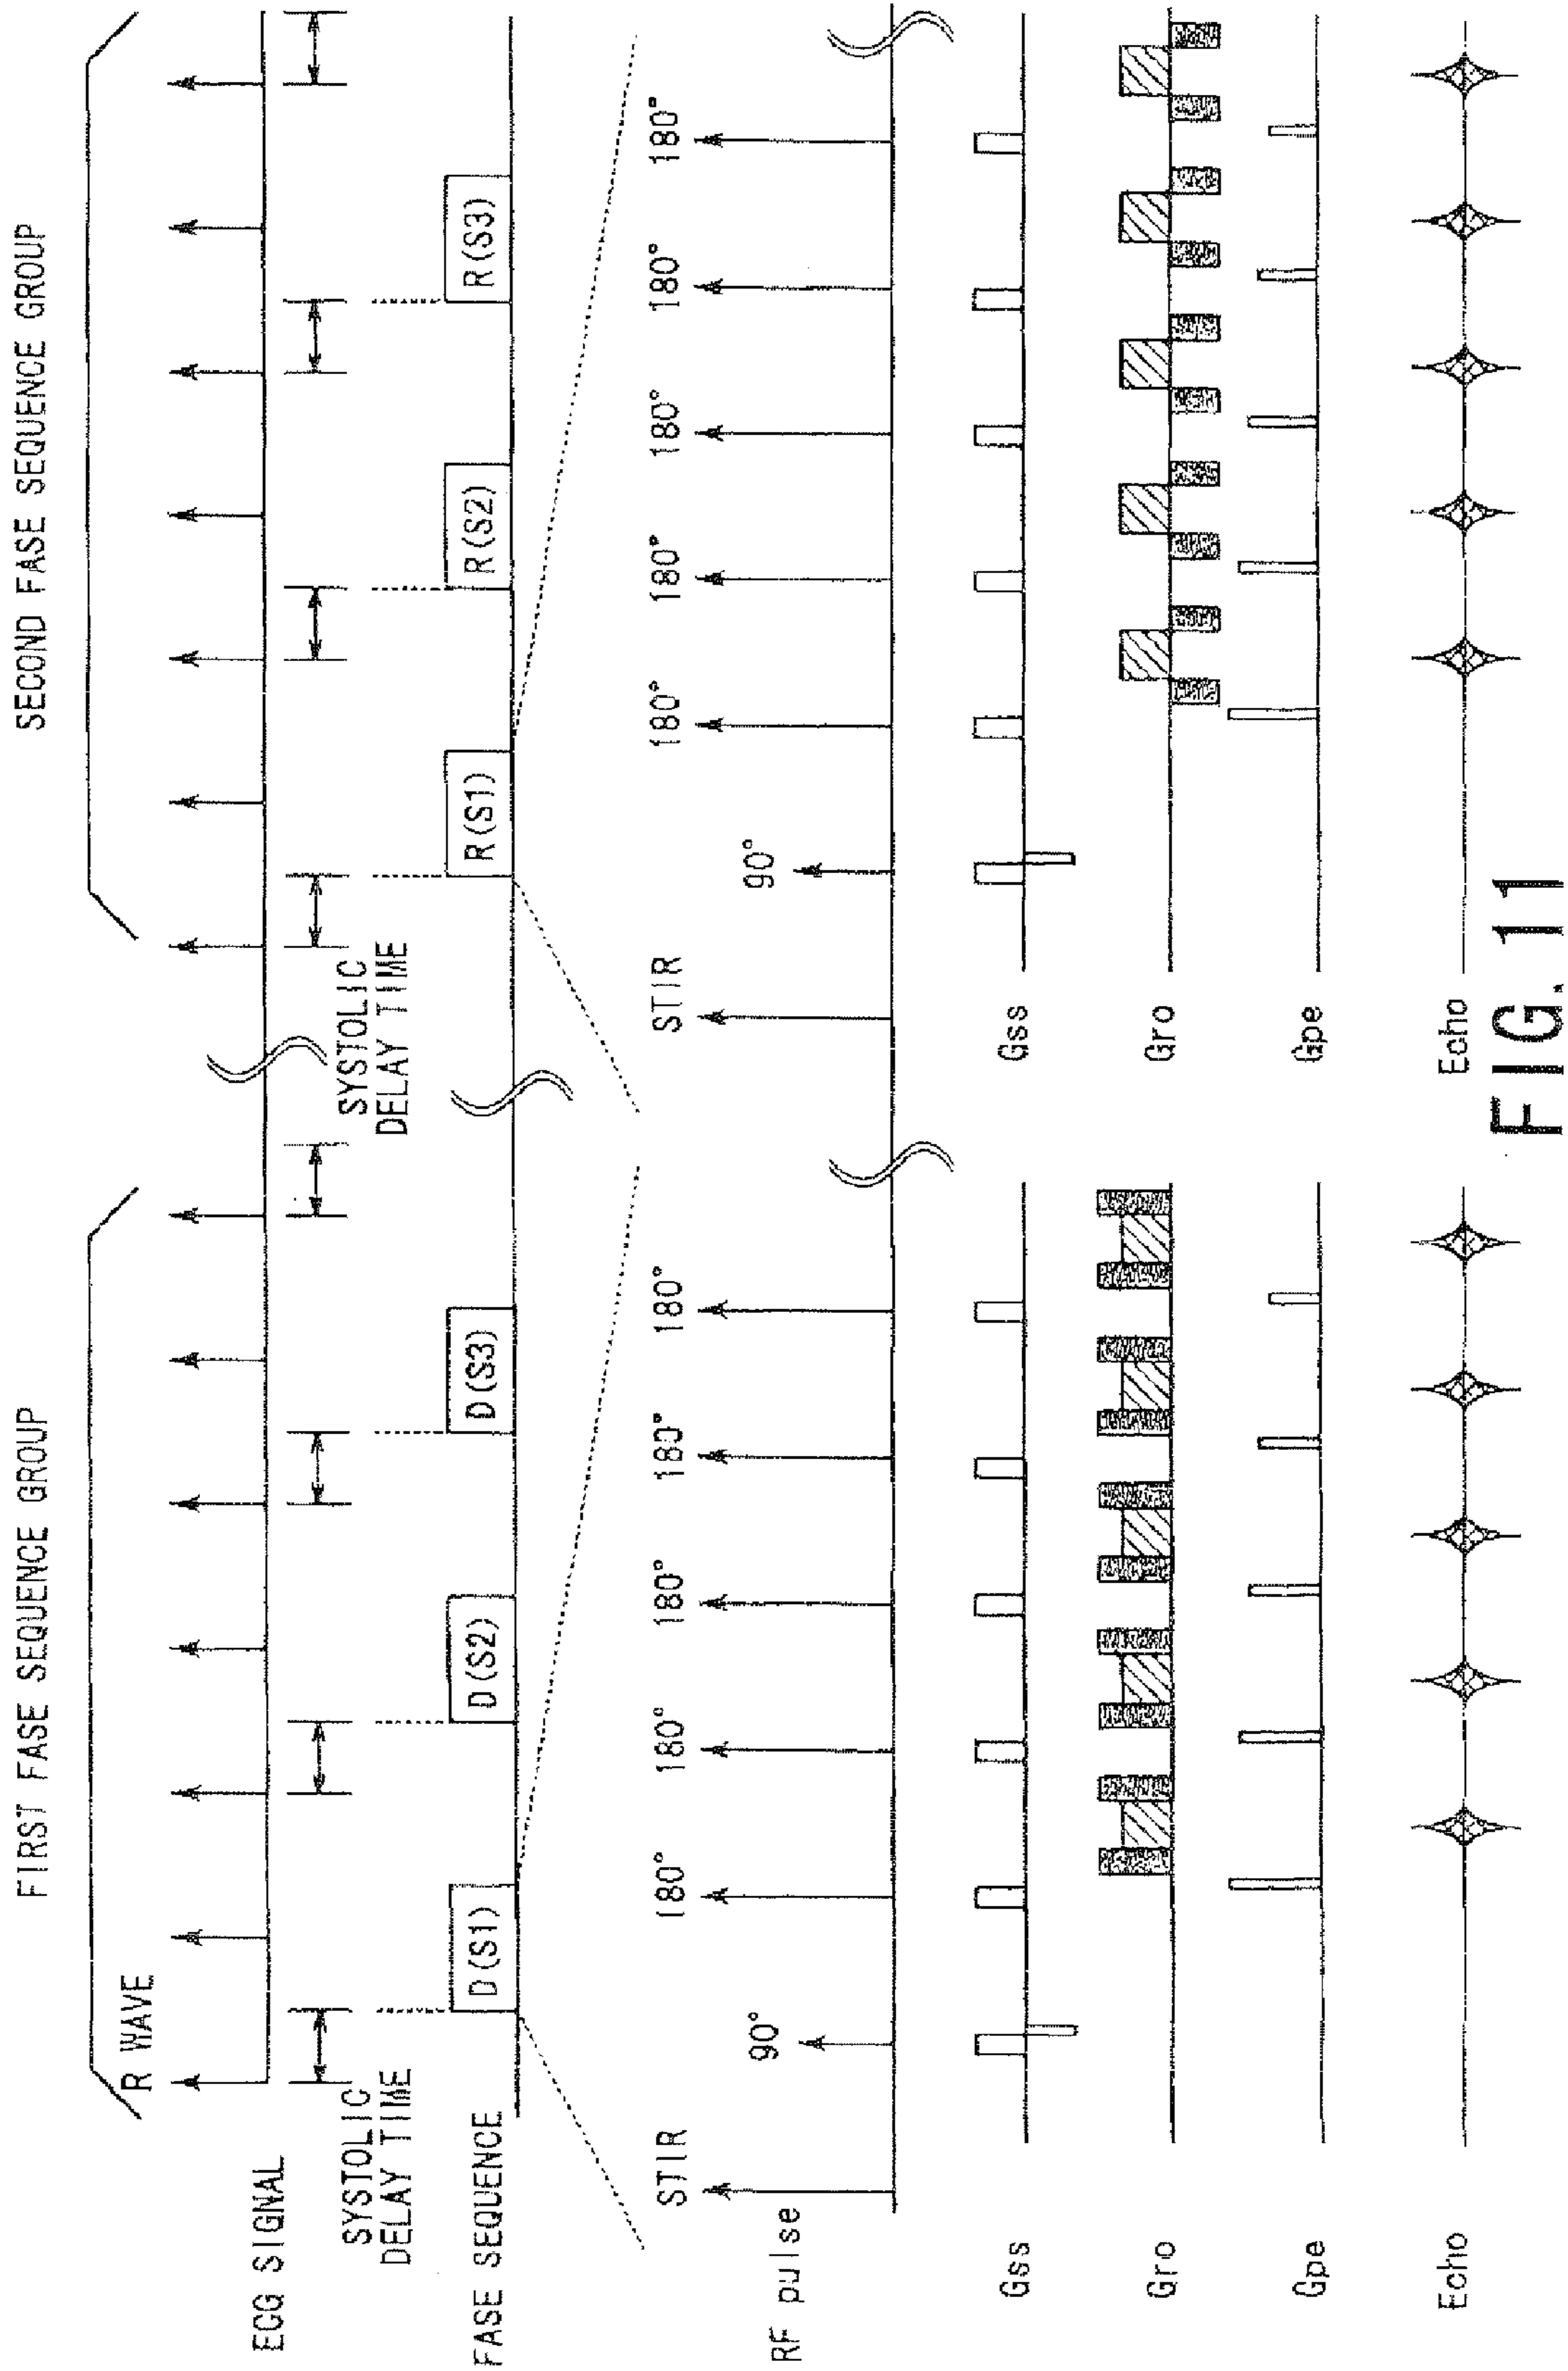 FIRST FASE SEQUENCE GROUP
SECOND FASE SEQUENCE GROUP
R WAVE
ECG SIGNAL
SYSTOLIC
DELAY TIME
SYSTOLIC
DELAY TIME
FASE SEQUENCE
D(S1)
D(S2)
D(S3)
R(S1)
R(S2)
R(S3)
RF pulse
STIR
90°
180°
180°
180°
180°
180°
STIR
90°
180°
180°
180°
180°
180°
Gss
Gss
Gro
Gro
Gpe
Gpe
Echo
Echo
FIG. 11